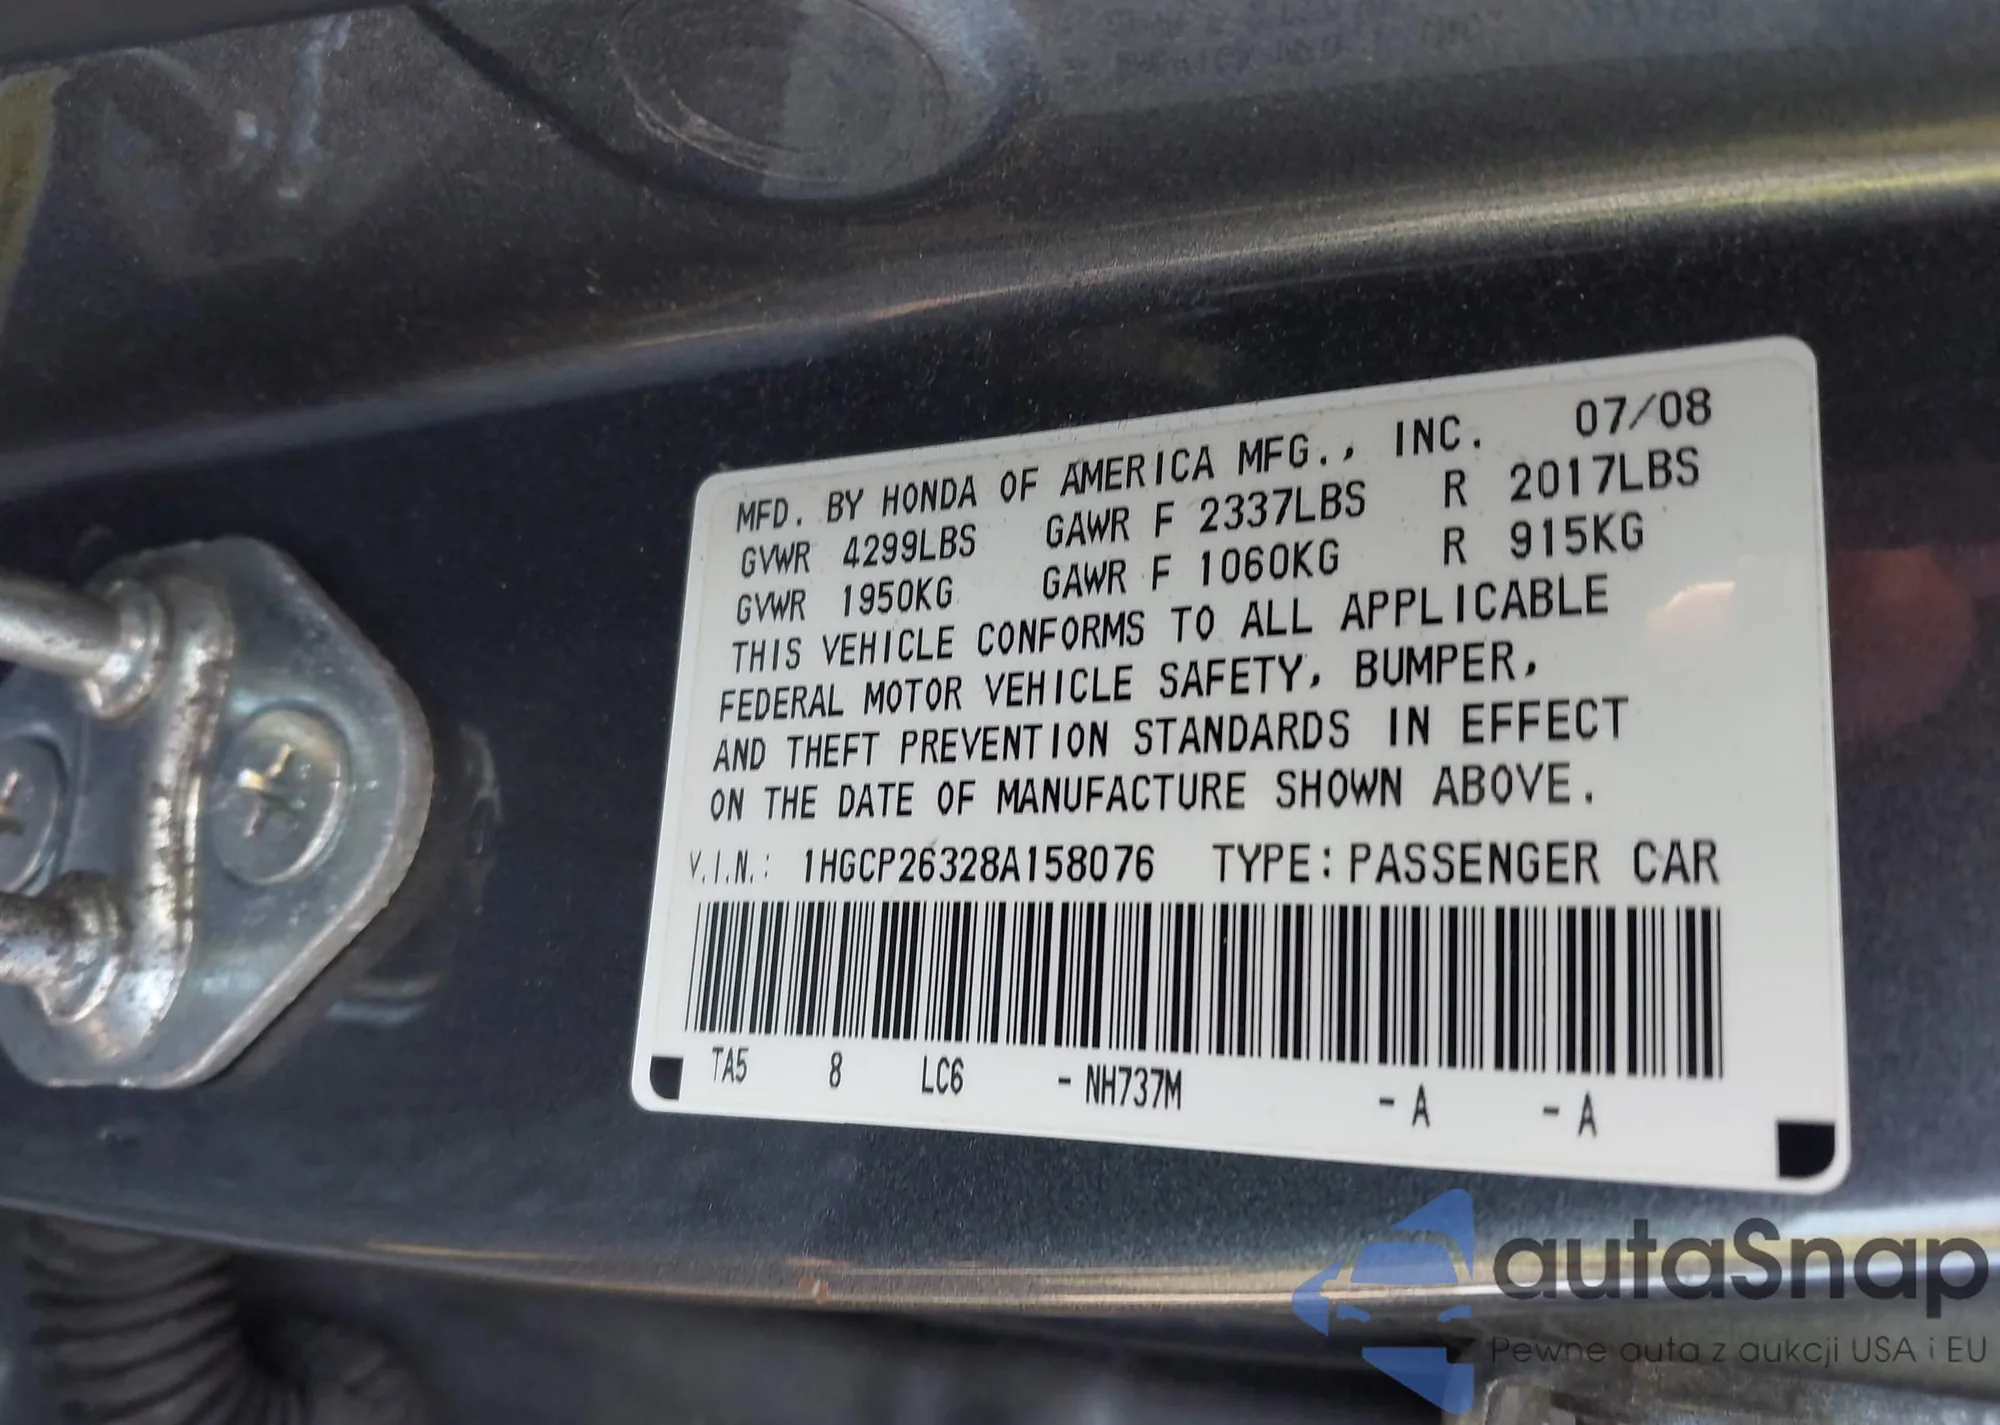 MFD. BY HONDA OF AMERICA MFG., INC. 07/08
GVWR 4299LBS GAWR F 2337LBS R 2017LBS
GVWR 1950KG GAWR F 1060KG R 915KG
THIS VEHICLE CONFORMS TO ALL APPLICABLE
FEDERAL MOTOR VEHICLE SAFETY, BUMPER,
AND THEFT PREVENTION STANDARDS IN EFFECT
ON THE DATE OF MANUFACTURE SHOWN ABOVE.
V.I.N.: 1HGCP26328A158076 TYPE: PASSENGER CAR
TA5 8 LC6 - NH737M - A - A
autaSnap
Pewne auta z aukcji USA i EU